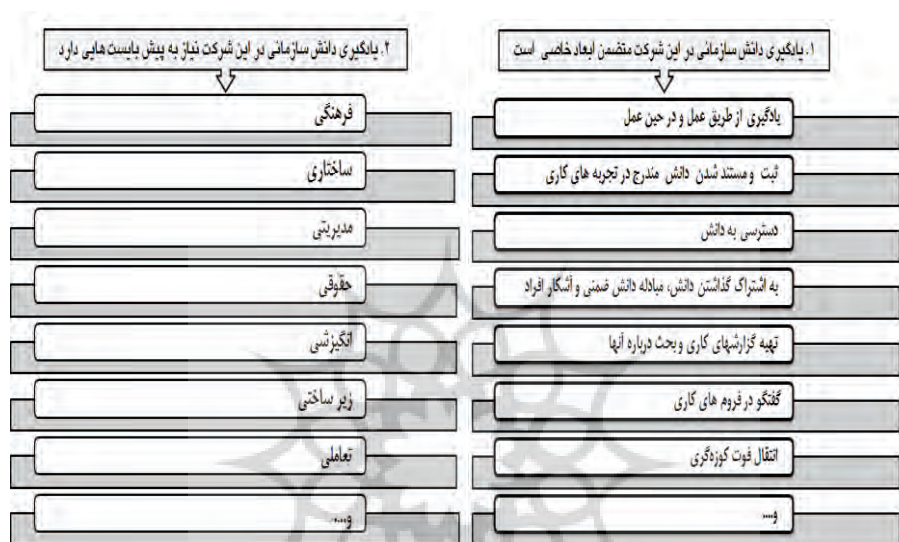 ۱. یادگیری دانش سازمانی در این شرکت متضمن ابعاد خاصی است
یادگیری از طریق عمل و در حین عمل
ثبت و مستند شدن دانش مندرج در تجربه های کاری
دسترسی به دانش
به اشتراک گذاشتن دانش، مبادله دانش ضمنی و آشکار افراد
تهیه گزارشهای کاری و بحث درباره آنها
گفتگو در فروم های کاری
انتقال فوت کوزه‌گری
و....
۲. یادگیری دانش سازمانی در این شرکت نیاز به پیش بایست‌هایی دارد
فرهنگی
ساختاری
مدیریتی
حقوقی
انگیزشی
زیر ساختی
تعاملی
و....